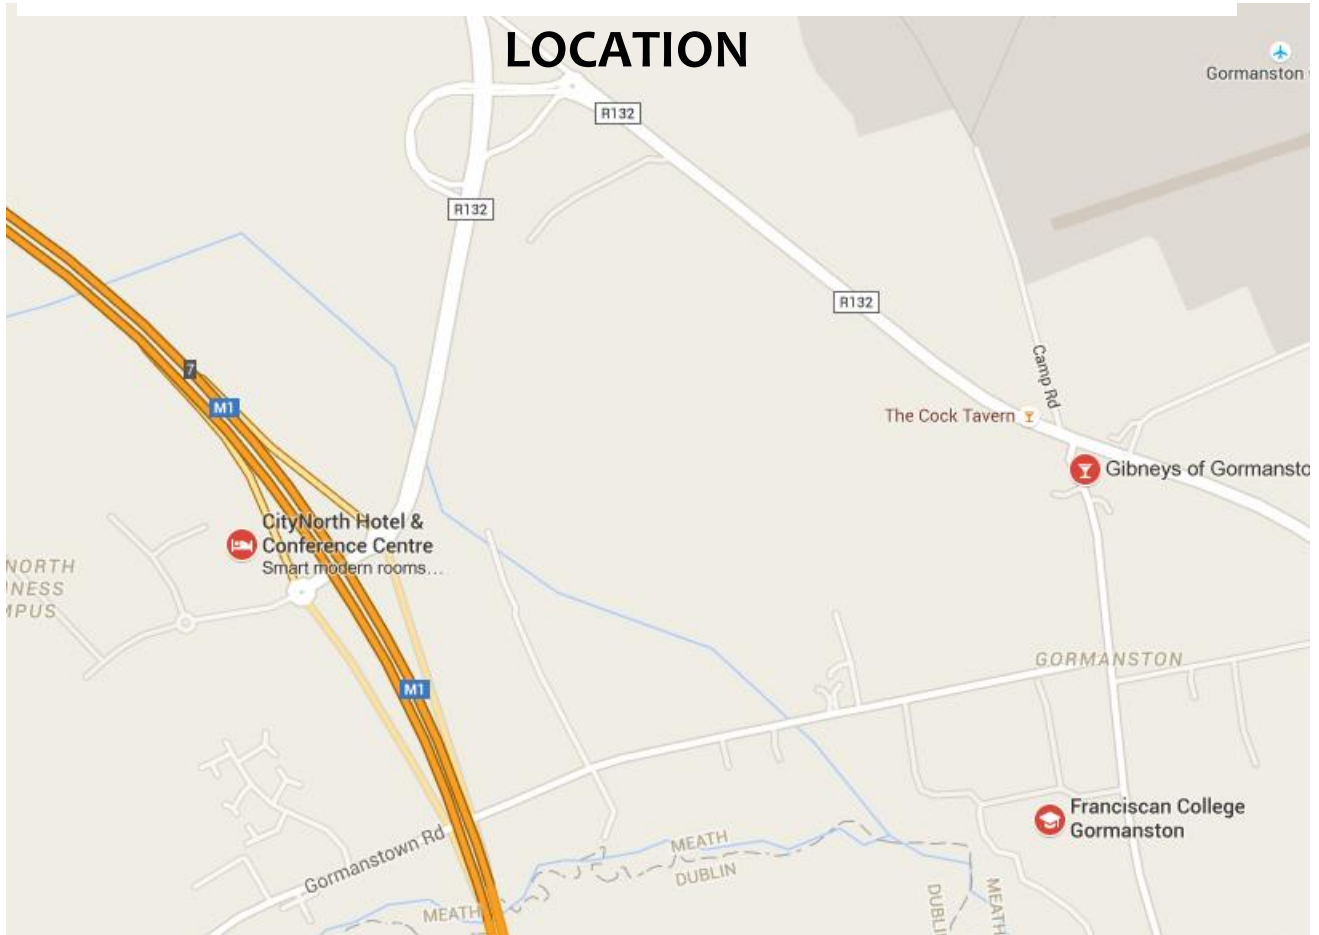 LOCATION
Gormanston
R132
R132
R132
7
M1
Camp Rd
The Cock Tavern
Gibneys of Gormansto
CityNorth Hotel &
Conference Centre
Smart modern rooms...
NORTH
INESS
MPUS
GORMANSTON
M1
Franciscan College
Gormanston
Gormanstown Rd
MEATH
DUBLIN
MEATH
DUBLI
MEATH